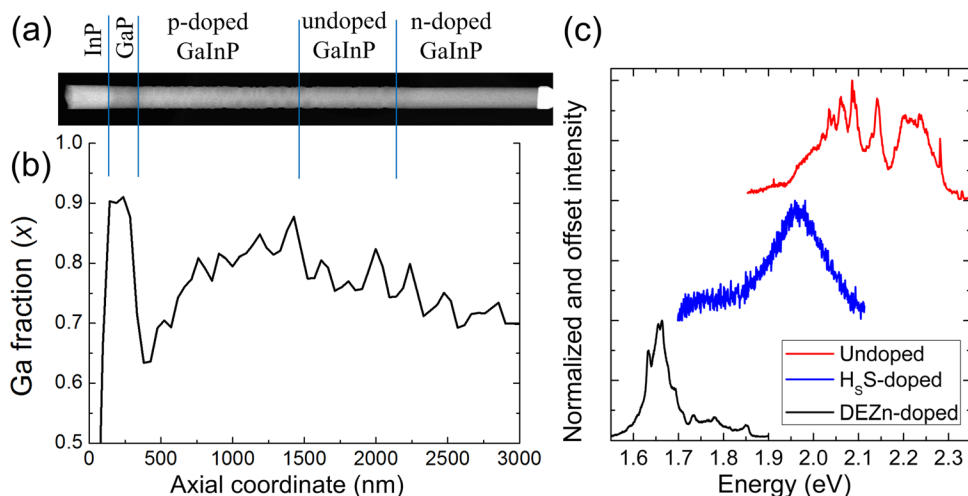 (a)
InP
GaP
p-doped
GaInP
undoped
GaInP
n-doped
GaInP
(b)
1.0
0.9
0.8
0.7
0.6
0.5
Ga fraction (x)
0 500 1000 1500 2000 2500 3000
Axial coordinate (nm)
(c)
Normalized and offset intensity
Undoped
HₛS-doped
DEZn-doped
1.6 1.7 1.8 1.9 2.0 2.1 2.2 2.3
Energy (eV)